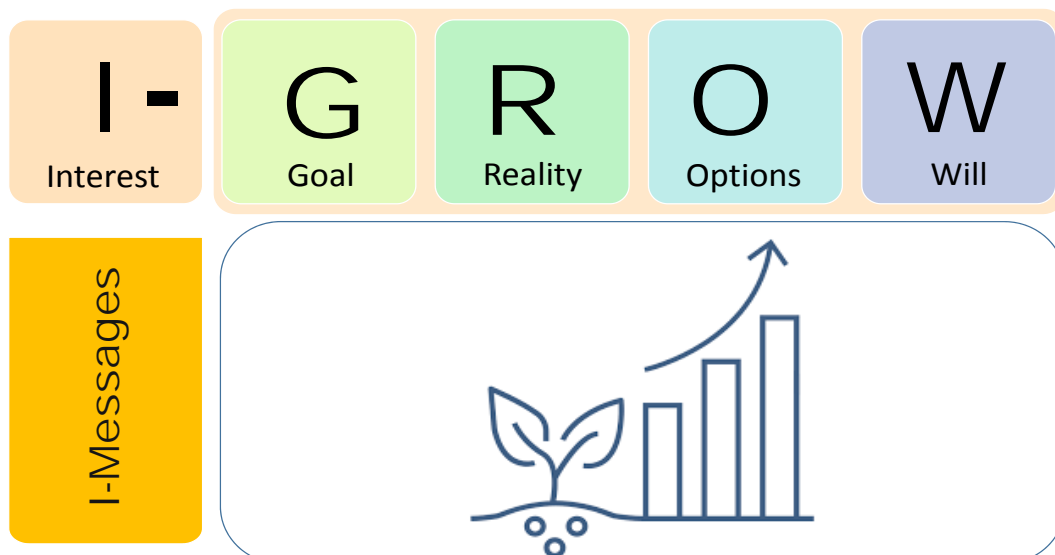 I-
Interest
G
Goal
R
Reality
O
Options
W
Will
I-Messages